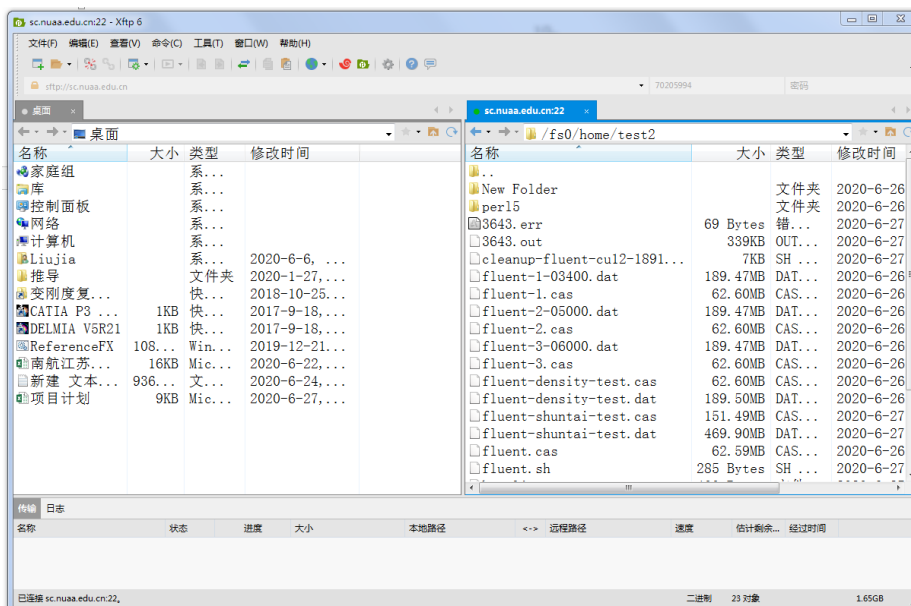 sc.nuaa.edu.cn:22 - Xftp 6
文件(F) 编辑(E) 查看(V) 命令(C) 工具(T) 窗口(W) 帮助(H)
sftp://sc.nuaa.edu.cn 70205994 密码
桌面 × sc.nuaa.edu.cn:22 ×
桌面 /fs0/home/test2
名称 大小 类型 修改时间
家庭组 系...
库 系...
控制面板 系...
网络 系...
计算机 系...
Liujia 系... 2020-6-6, ...
推导 文件夹 2020-1-27,...
变刚度复... 快... 2018-10-25...
CATIA P3 ... 1KB 快... 2017-9-18,...
DELMIA V5R21 1KB 快... 2017-9-18,...
ReferenceFX 108... Win... 2019-12-21...
南航江苏... 16KB Mic... 2020-6-22,...
新建 文本... 936... 文... 2020-6-24,...
项目计划 9KB Mic... 2020-6-27,...
名称 大小 类型 修改时间
..
New Folder 文件夹 2020-6-26
perl5 文件夹 2020-6-26
3643.err 69 Bytes 错... 2020-6-27
3643.out 339KB OUT... 2020-6-27
cleanup-fluent-cu12-1891... 7KB SH ... 2020-6-27
fluent-1-03400.dat 189.47MB DAT... 2020-6-26
fluent-1.cas 62.60MB CAS... 2020-6-26
fluent-2-05000.dat 189.47MB DAT... 2020-6-26
fluent-2.cas 62.60MB CAS... 2020-6-26
fluent-3-06000.dat 189.47MB DAT... 2020-6-26
fluent-3.cas 62.60MB CAS... 2020-6-26
fluent-density-test.cas 62.60MB CAS... 2020-6-26
fluent-density-test.dat 189.50MB DAT... 2020-6-26
fluent-shuntai-test.cas 151.49MB CAS... 2020-6-27
fluent-shuntai-test.dat 469.90MB DAT... 2020-6-27
fluent.cas 62.59MB CAS... 2020-6-26
fluent.sh 285 Bytes SH ... 2020-6-27
传输 日志
名称 状态 进度 大小 本地路径 <-> 远程路径 速度 估计剩余... 经过时间
已连接 sc.nuaa.edu.cn:22。 二进制 23 对象 1.65GB